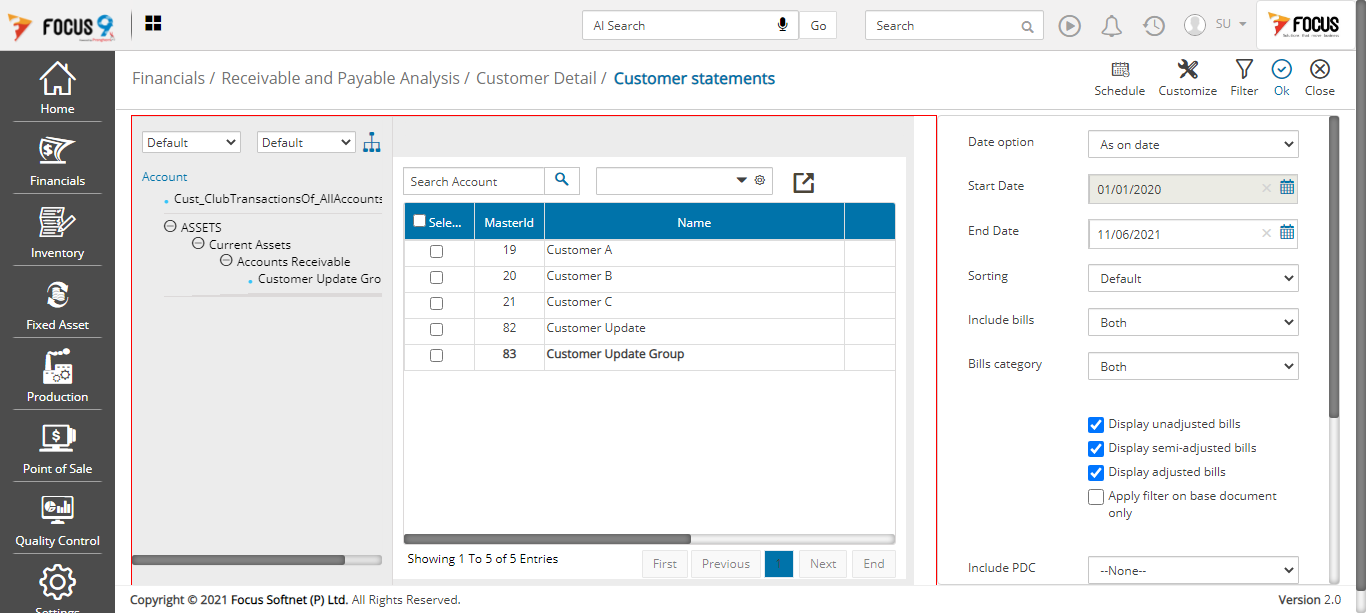 FOCUS 9
AI Search
Go
Search
SU
FOCUS
Home
Financials
Inventory
Fixed Asset
Production
Point of Sale
Quality Control
Settings
Financials / Receivable and Payable Analysis / Customer Detail / Customer statements
Schedule
Customize
Filter
Ok
Close
Default
Default
Account
Cust_ClubTransactionsOf_AllAccounts
ASSETS
Current Assets
Accounts Receivable
Customer Update Gro
Search Account
Sele... MasterId Name
19 Customer A
20 Customer B
21 Customer C
82 Customer Update
83 Customer Update Group
Showing 1 To 5 of 5 Entries
First Previous 1 Next End
Date option As on date
Start Date 01/01/2020
End Date 11/06/2021
Sorting Default
Include bills Both
Bills category Both
Display unadjusted bills
Display semi-adjusted bills
Display adjusted bills
Apply filter on base document
only
Include PDC --None--
Copyright © 2021 Focus Softnet (P) Ltd. All Rights Reserved.
Version 2.0